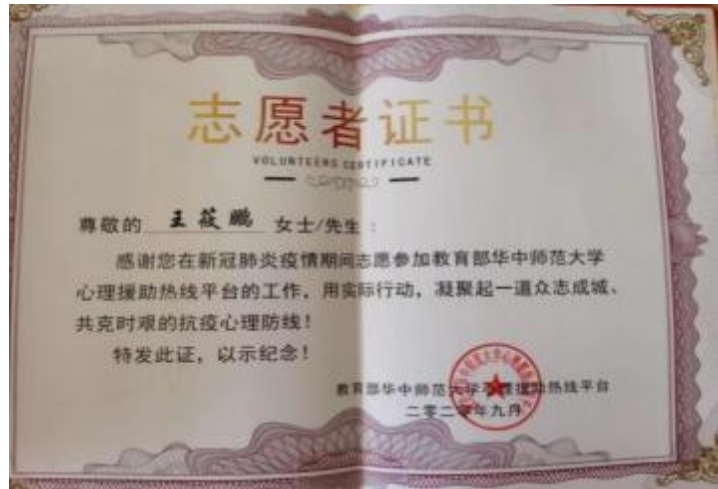 志愿者证书
VOLUNTEERS CERTIFICATE
尊敬的 王筱鹏 女士/先生：
感谢您在新冠肺炎疫情期间志愿参加教育部华中师范大学
心理援助热线平台的工作，用实际行动，凝聚起一道众志成城、
共克时艰的抗疫心理防线！
特发此证，以示纪念！
教育部华中师范大学心理援助热线平台
二零二 年九月